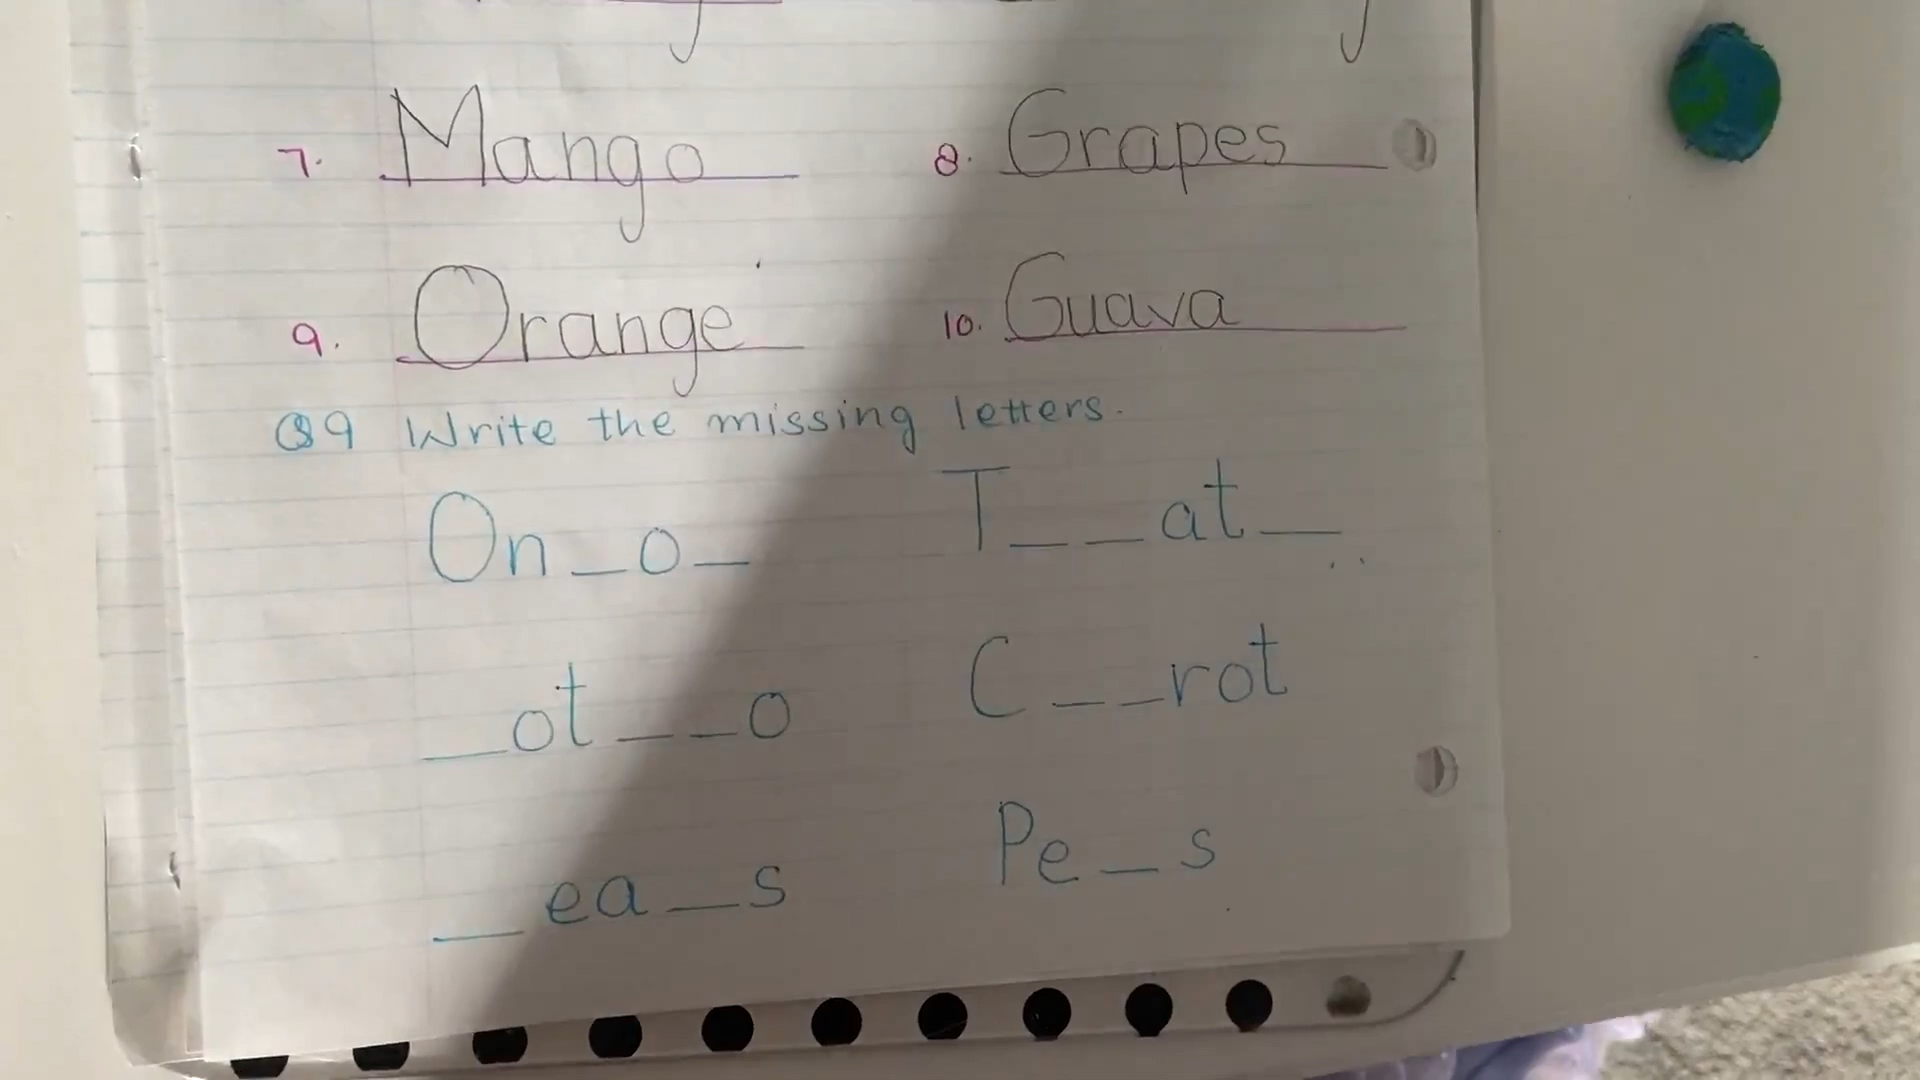 7. Mango 8. Grapes
9. Orange 10. Guava
Q9 Write the missing letters.
On_o_ T__at_
_ot__o C__rot
_ea_s Pe_s